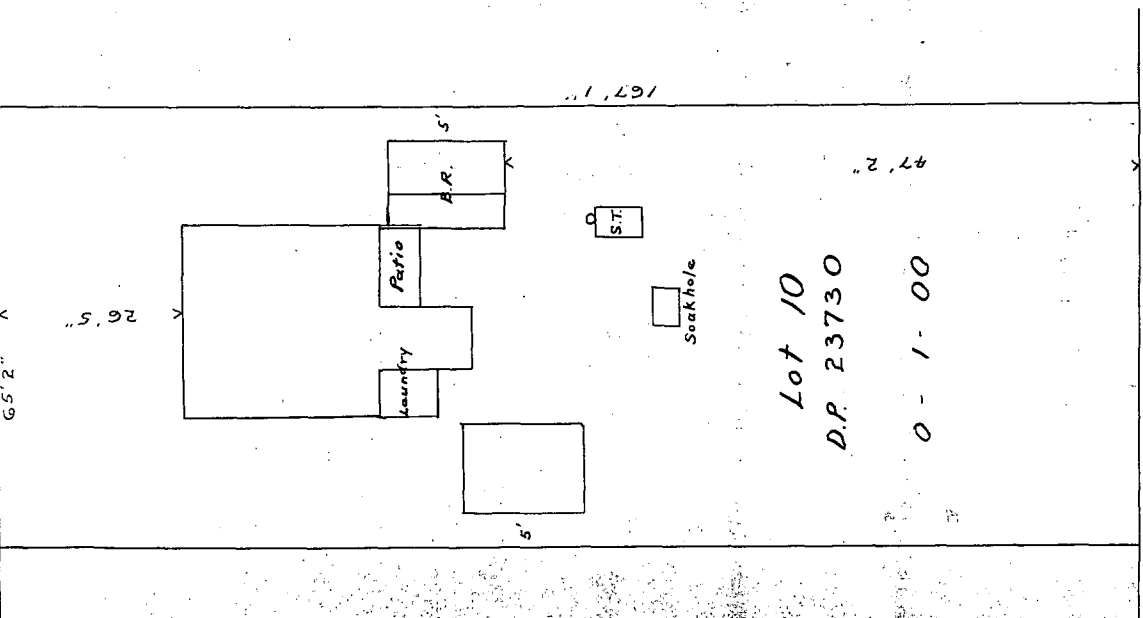 167'1"
5'
B.R.
47'2"
S.T.
Patio
26'5"
65'2"
Soakhole
Laundry
5'
Lot 10
D.P. 23730
0 - 1 - 00